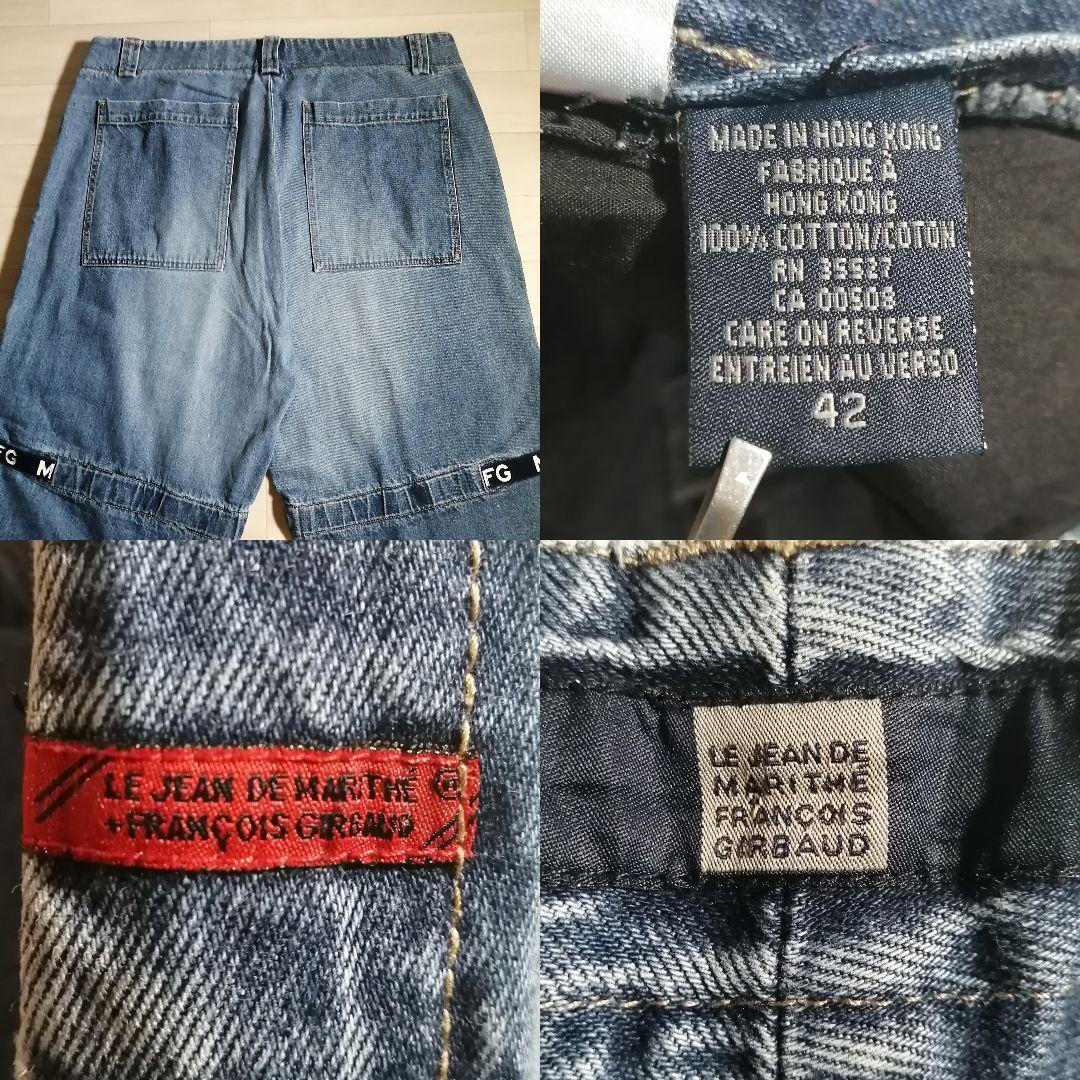 FG M
FG M
MADE IN HONG KONG
FABRIQUE À
HONG KONG
100% COTTON/COTON
RN 35527
CA 00508
CARE ON REVERSE
ENTREIEN AU VERSO
42
LE JEAN DE MARITHÉ ®
+FRANÇOIS GIRBAUD
LE JEAN DE
MARITHÉ
FRANÇOIS
GIRBAUD